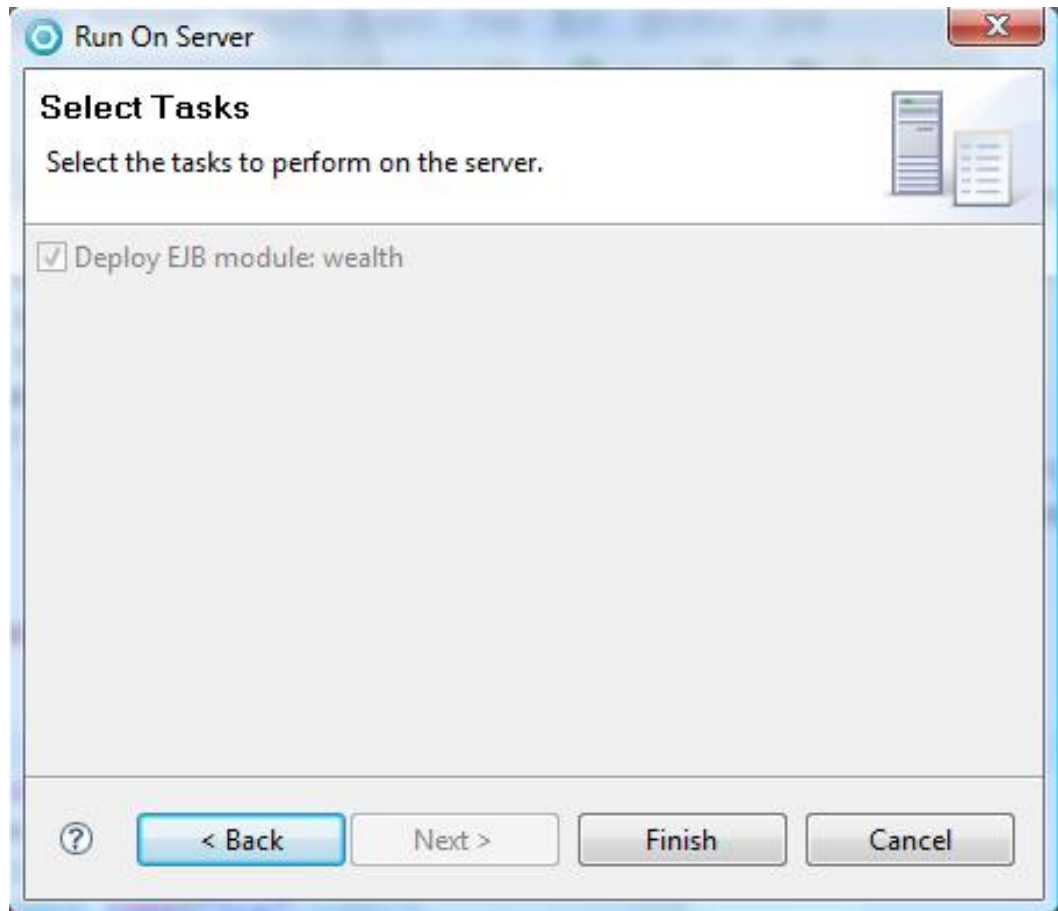 Run On Server
X
Select Tasks
Select the tasks to perform on the server.
Deploy EJB module: wealth
?
< Back
Next >
Finish
Cancel